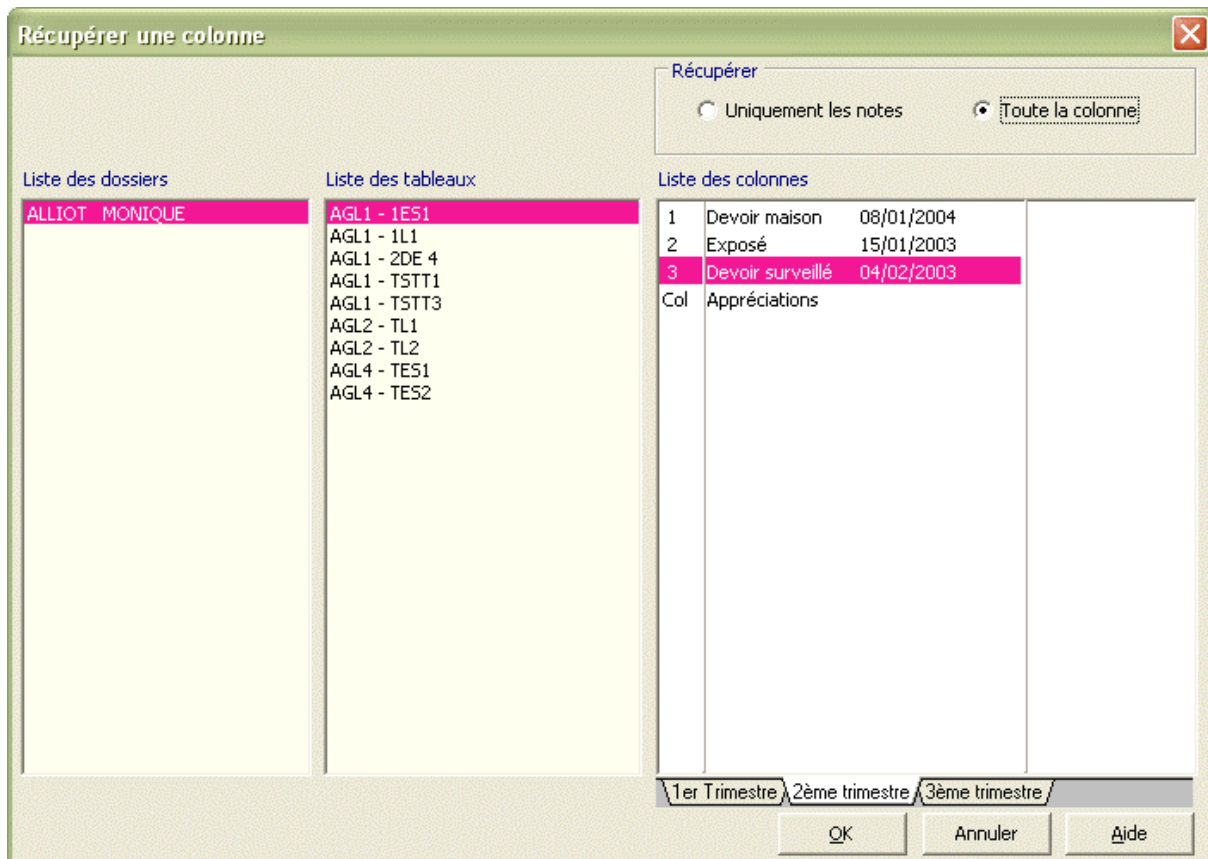 Récupérer une colonne
Récupérer
Uniquement les notes
Toute la colonne
Liste des dossiers
Liste des tableaux
Liste des colonnes
ALLIOT MONIQUE
AGL1 - 1ES1
AGL1 - 1L1
AGL1 - 2DE 4
AGL1 - TSTT1
AGL1 - TSTT3
AGL2 - TL1
AGL2 - TL2
AGL4 - TES1
AGL4 - TES2
1 Devoir maison 08/01/2004
2 Exposé 15/01/2003
3 Devoir surveillé 04/02/2003
Col Appréciations
1er Trimestre 2ème trimestre 3ème trimestre
OK Annuler Aide